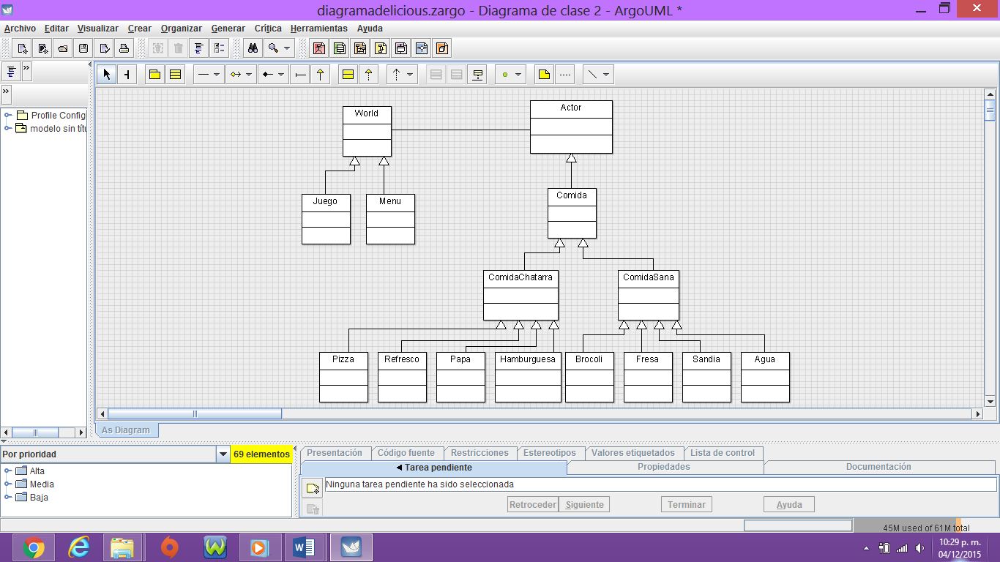 diagramadelicious.zargo - Diagrama de clase 2 - ArgoUML *
Archivo Editar Visualizar Crear Organizar Generar Crítica Herramientas Ayuda
Profile Config
modelo sin títu
World
Actor
Juego
Menu
Comida
ComidaChatarra
ComidaSana
Pizza
Refresco
Papa
Hamburguesa
Brocoli
Fresa
Sandia
Agua
As Diagram
Por prioridad
69 elementos
Alta
Media
Baja
Presentación Código fuente Restricciones Estereotipos Valores etiquetados Lista de control
Tarea pendiente Propiedades Documentación
Ninguna tarea pendiente ha sido seleccionada
Retroceder Siguiente Terminar Ayuda
45M used of 61M total
10:29 p. m.
04/12/2015